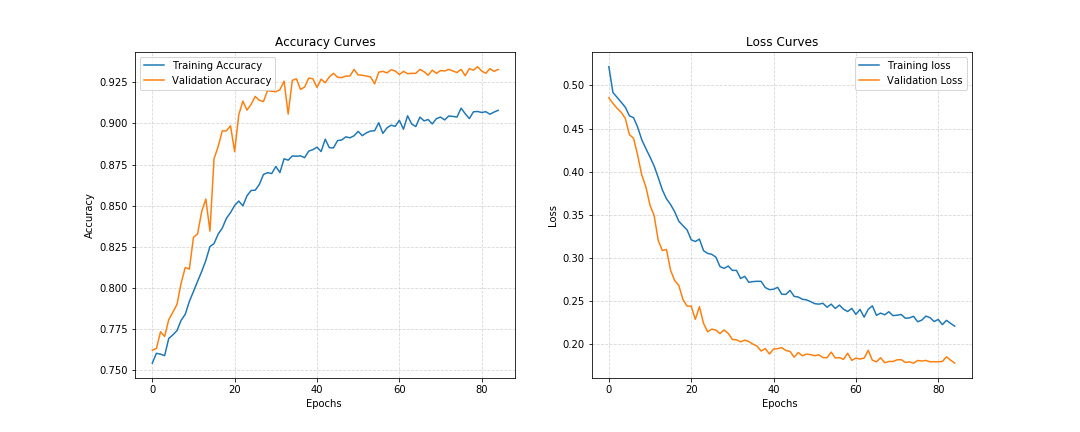 Accuracy Curves
Training Accuracy
Validation Accuracy
0.925
0.900
0.875
0.850
0.825
0.800
0.775
0.750
Accuracy
0 20 40 60 80
Epochs
Loss Curves
Training loss
Validation Loss
0.50
0.45
0.40
0.35
0.30
0.25
0.20
Loss
0 20 40 60 80
Epochs